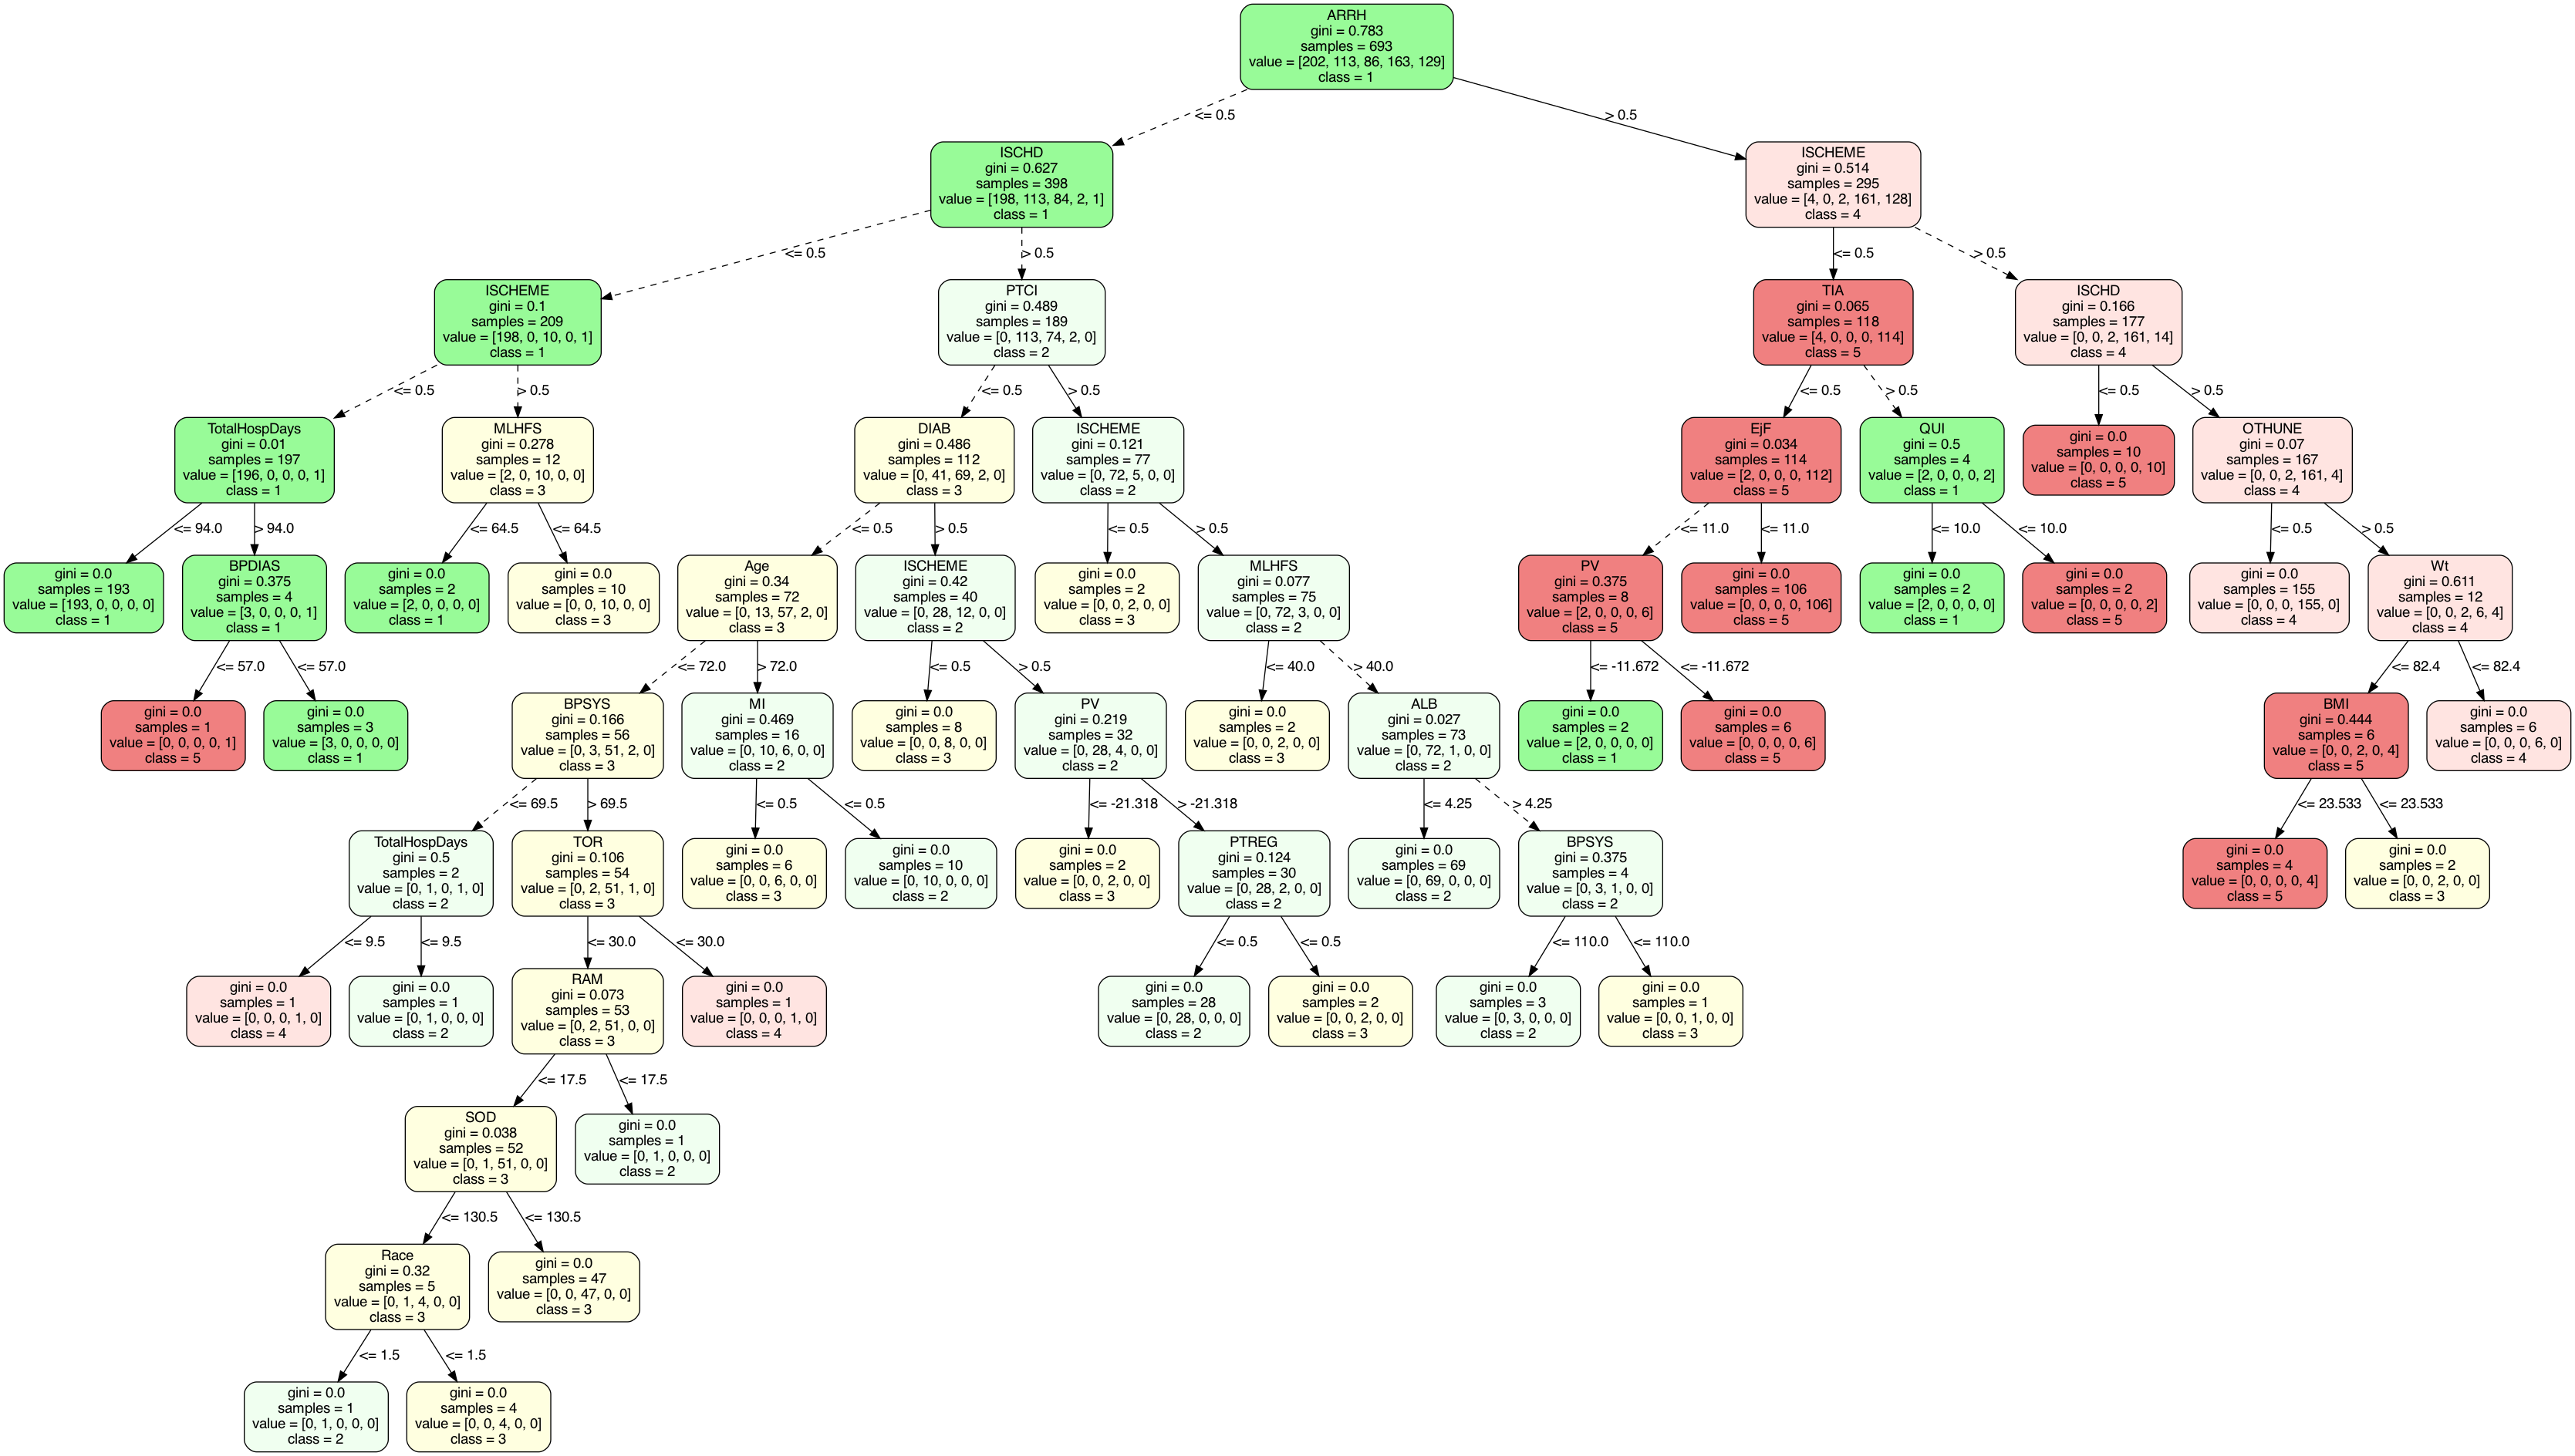 ARRH
gini = 0.783
samples = 693
value = [202, 113, 86, 163, 129]
class = 1
<= 0.5
> 0.5
ISCHD
gini = 0.627
samples = 398
value = [198, 113, 84, 2, 1]
class = 1
ISCHEME
gini = 0.514
samples = 295
value = [4, 0, 2, 161, 128]
class = 4
<= 0.5
> 0.5
<= 0.5
> 0.5
ISCHEME
gini = 0.1
samples = 209
value = [198, 0, 10, 0, 1]
class = 1
PTCI
gini = 0.489
samples = 189
value = [0, 113, 74, 2, 0]
class = 2
TIA
gini = 0.065
samples = 118
value = [4, 0, 0, 0, 114]
class = 5
ISCHD
gini = 0.166
samples = 177
value = [0, 0, 2, 161, 14]
class = 4
<= 0.5
> 0.5
<= 0.5
> 0.5
<= 0.5
> 0.5
<= 0.5
> 0.5
TotalHospDays
gini = 0.01
samples = 197
value = [196, 0, 0, 0, 1]
class = 1
MLHFS
gini = 0.278
samples = 12
value = [2, 0, 10, 0, 0]
class = 3
DIAB
gini = 0.486
samples = 112
value = [0, 41, 69, 2, 0]
class = 3
ISCHEME
gini = 0.121
samples = 77
value = [0, 72, 5, 0, 0]
class = 2
EjF
gini = 0.034
samples = 114
value = [2, 0, 0, 0, 112]
class = 5
QUI
gini = 0.5
samples = 4
value = [2, 0, 0, 0, 2]
class = 1
gini = 0.0
samples = 10
value = [0, 0, 0, 0, 10]
class = 5
OTHUNE
gini = 0.07
samples = 167
value = [0, 0, 2, 161, 4]
class = 4
<= 94.0
> 94.0
<= 64.5
<= 64.5
<= 0.5
> 0.5
<= 0.5
> 0.5
<= 11.0
<= 11.0
<= 10.0
<= 10.0
<= 0.5
> 0.5
gini = 0.0
samples = 193
value = [193, 0, 0, 0, 0]
class = 1
BPDIAS
gini = 0.375
samples = 4
value = [3, 0, 0, 0, 1]
class = 1
gini = 0.0
samples = 2
value = [2, 0, 0, 0, 0]
class = 1
gini = 0.0
samples = 10
value = [0, 0, 10, 0, 0]
class = 3
Age
gini = 0.34
samples = 72
value = [0, 13, 57, 2, 0]
class = 3
ISCHEME
gini = 0.42
samples = 40
value = [0, 28, 12, 0, 0]
class = 2
gini = 0.0
samples = 2
value = [0, 0, 2, 0, 0]
class = 3
MLHFS
gini = 0.077
samples = 75
value = [0, 72, 3, 0, 0]
class = 2
PV
gini = 0.375
samples = 8
value = [2, 0, 0, 0, 6]
class = 5
gini = 0.0
samples = 106
value = [0, 0, 0, 0, 106]
class = 5
gini = 0.0
samples = 2
value = [2, 0, 0, 0, 0]
class = 1
gini = 0.0
samples = 2
value = [0, 0, 0, 0, 2]
class = 5
gini = 0.0
samples = 155
value = [0, 0, 0, 155, 0]
class = 4
Wt
gini = 0.611
samples = 12
value = [0, 0, 2, 6, 4]
class = 4
<= 57.0
<= 57.0
<= 72.0
> 72.0
<= 0.5
> 0.5
<= 40.0
> 40.0
<= -11.672
<= -11.672
<= 82.4
<= 82.4
gini = 0.0
samples = 1
value = [0, 0, 0, 0, 1]
class = 5
gini = 0.0
samples = 3
value = [3, 0, 0, 0, 0]
class = 1
BPSYS
gini = 0.166
samples = 56
value = [0, 3, 51, 2, 0]
class = 3
MI
gini = 0.469
samples = 16
value = [0, 10, 6, 0, 0]
class = 2
gini = 0.0
samples = 8
value = [0, 0, 8, 0, 0]
class = 3
PV
gini = 0.219
samples = 32
value = [0, 28, 4, 0, 0]
class = 2
gini = 0.0
samples = 2
value = [0, 0, 2, 0, 0]
class = 3
ALB
gini = 0.027
samples = 73
value = [0, 72, 1, 0, 0]
class = 2
gini = 0.0
samples = 2
value = [2, 0, 0, 0, 0]
class = 1
gini = 0.0
samples = 6
value = [0, 0, 0, 0, 6]
class = 5
BMI
gini = 0.444
samples = 6
value = [0, 0, 2, 0, 4]
class = 5
gini = 0.0
samples = 6
value = [0, 0, 0, 6, 0]
class = 4
<= 69.5
> 69.5
<= 0.5
<= 0.5
<= -21.318
> -21.318
<= 4.25
> 4.25
<= 23.533
<= 23.533
TotalHospDays
gini = 0.5
samples = 2
value = [0, 1, 0, 1, 0]
class = 2
TOR
gini = 0.106
samples = 54
value = [0, 2, 51, 1, 0]
class = 3
gini = 0.0
samples = 6
value = [0, 0, 6, 0, 0]
class = 3
gini = 0.0
samples = 10
value = [0, 10, 0, 0, 0]
class = 2
gini = 0.0
samples = 2
value = [0, 0, 2, 0, 0]
class = 3
PTREG
gini = 0.124
samples = 30
value = [0, 28, 2, 0, 0]
class = 2
gini = 0.0
samples = 69
value = [0, 69, 0, 0, 0]
class = 2
BPSYS
gini = 0.375
samples = 4
value = [0, 3, 1, 0, 0]
class = 2
gini = 0.0
samples = 4
value = [0, 0, 0, 0, 4]
class = 5
gini = 0.0
samples = 2
value = [0, 0, 2, 0, 0]
class = 3
<= 9.5
<= 9.5
<= 30.0
<= 30.0
<= 0.5
<= 0.5
<= 110.0
<= 110.0
gini = 0.0
samples = 1
value = [0, 0, 0, 1, 0]
class = 4
gini = 0.0
samples = 1
value = [0, 1, 0, 0, 0]
class = 2
RAM
gini = 0.073
samples = 53
value = [0, 2, 51, 0, 0]
class = 3
gini = 0.0
samples = 1
value = [0, 0, 0, 1, 0]
class = 4
gini = 0.0
samples = 28
value = [0, 28, 0, 0, 0]
class = 2
gini = 0.0
samples = 2
value = [0, 0, 2, 0, 0]
class = 3
gini = 0.0
samples = 3
value = [0, 3, 0, 0, 0]
class = 2
gini = 0.0
samples = 1
value = [0, 0, 1, 0, 0]
class = 3
<= 17.5
<= 17.5
SOD
gini = 0.038
samples = 52
value = [0, 1, 51, 0, 0]
class = 3
gini = 0.0
samples = 1
value = [0, 1, 0, 0, 0]
class = 2
<= 130.5
<= 130.5
Race
gini = 0.32
samples = 5
value = [0, 1, 4, 0, 0]
class = 3
gini = 0.0
samples = 47
value = [0, 0, 47, 0, 0]
class = 3
<= 1.5
<= 1.5
gini = 0.0
samples = 1
value = [0, 1, 0, 0, 0]
class = 2
gini = 0.0
samples = 4
value = [0, 0, 4, 0, 0]
class = 3